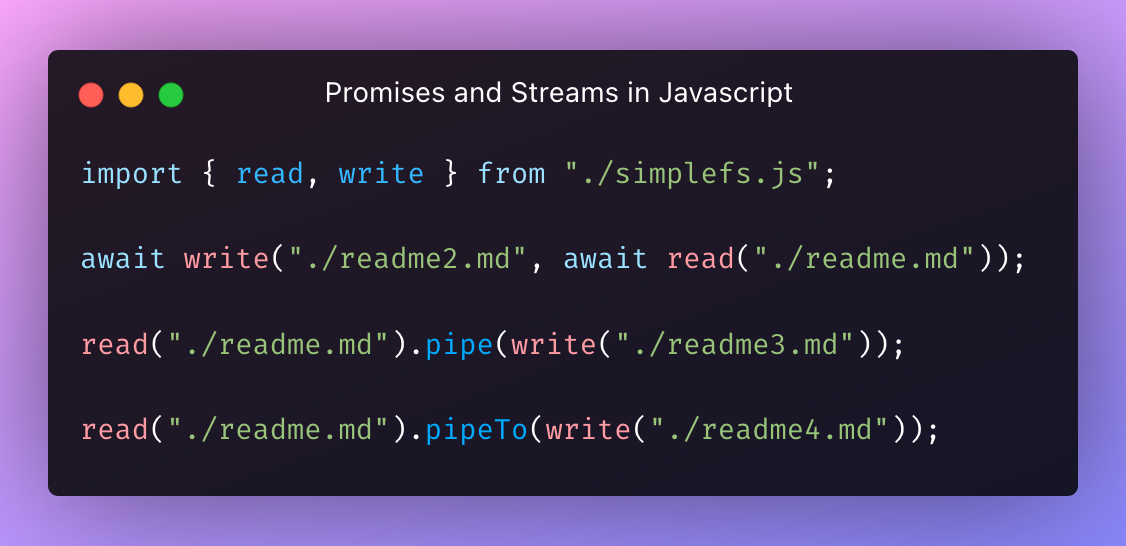 Promises and Streams in Javascript
import { read, write } from "./simplefs.js";
await write("./readme2.md", await read("./readme.md"));
read("./readme.md").pipe(write("./readme3.md"));
read("./readme.md").pipeTo(write("./readme4.md"));